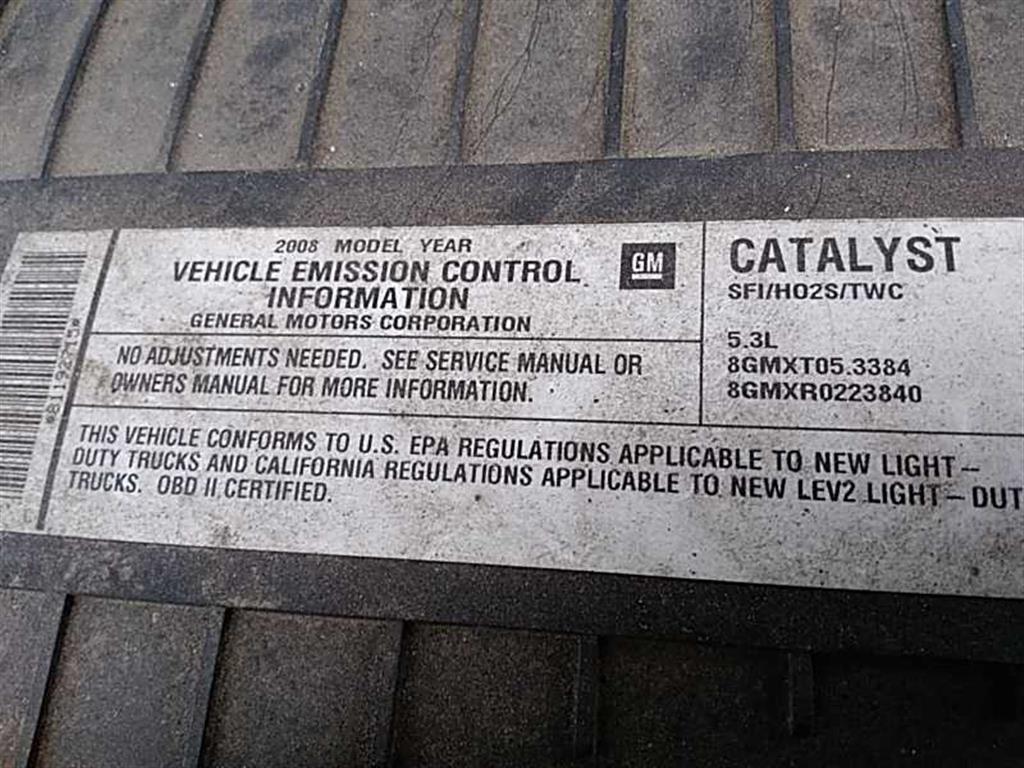 2008 MODEL YEAR
VEHICLE EMISSION CONTROL
INFORMATION
GENERAL MOTORS CORPORATION
GM
NO ADJUSTMENTS NEEDED. SEE SERVICE MANUAL OR
OWNERS MANUAL FOR MORE INFORMATION.
CATALYST
SFI/HO2S/TWC
5.3L
8GMXT05.3384
8GMXR0223840
THIS VEHICLE CONFORMS TO U.S. EPA REGULATIONS APPLICABLE TO NEW LIGHT-
DUTY TRUCKS AND CALIFORNIA REGULATIONS APPLICABLE TO NEW LEV2 LIGHT-DUT
TRUCKS. OBD II CERTIFIED.